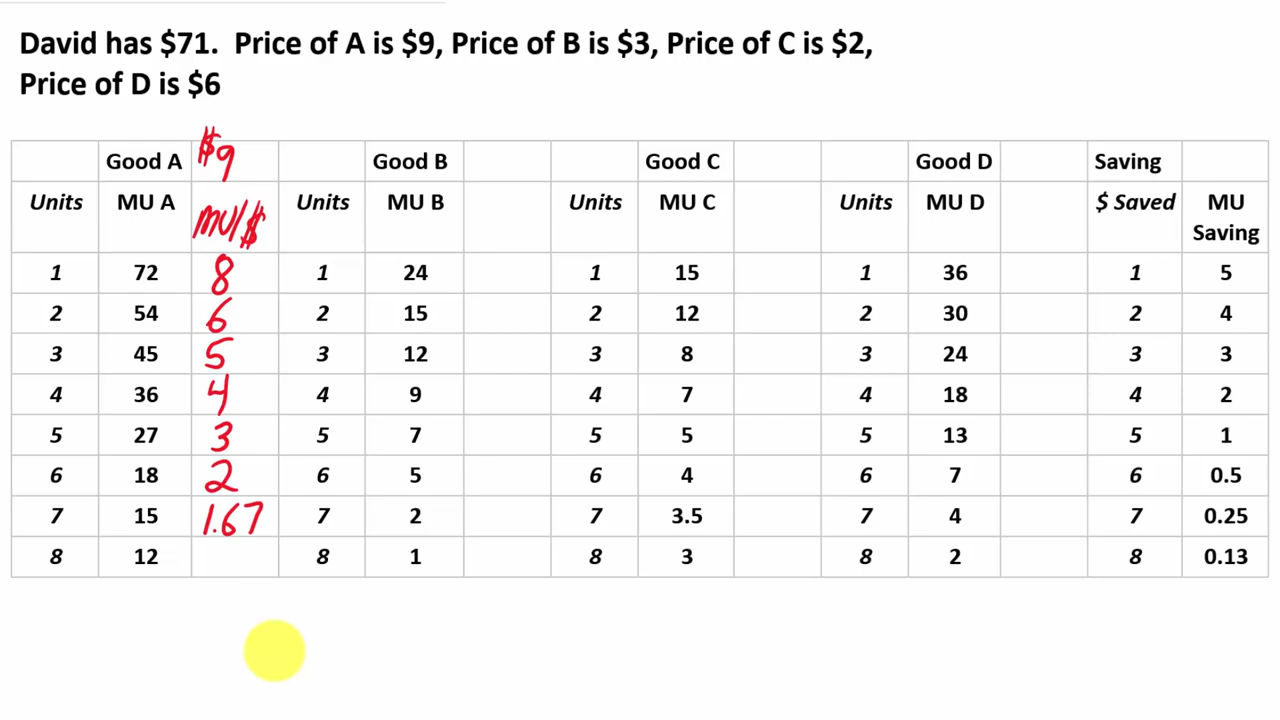 David has $71.  Price of A is $9, Price of B is $3, Price of C is $2,
Price of D is $6
Good A $9 Good B Good C Good D Saving
Units MU A MU/$ Units MU B Units MU C Units MU D $ Saved MU Saving
1 72 8 1 24 1 15 1 36 1 5
2 54 6 2 15 2 12 2 30 2 4
3 45 5 3 12 3 8 3 24 3 3
4 36 4 4 9 4 7 4 18 4 2
5 27 3 5 7 5 5 5 13 5 1
6 18 2 6 5 6 4 6 7 6 0.5
7 15 1.67 7 2 7 3.5 7 4 7 0.25
8 12 8 1 8 3 8 2 8 0.13